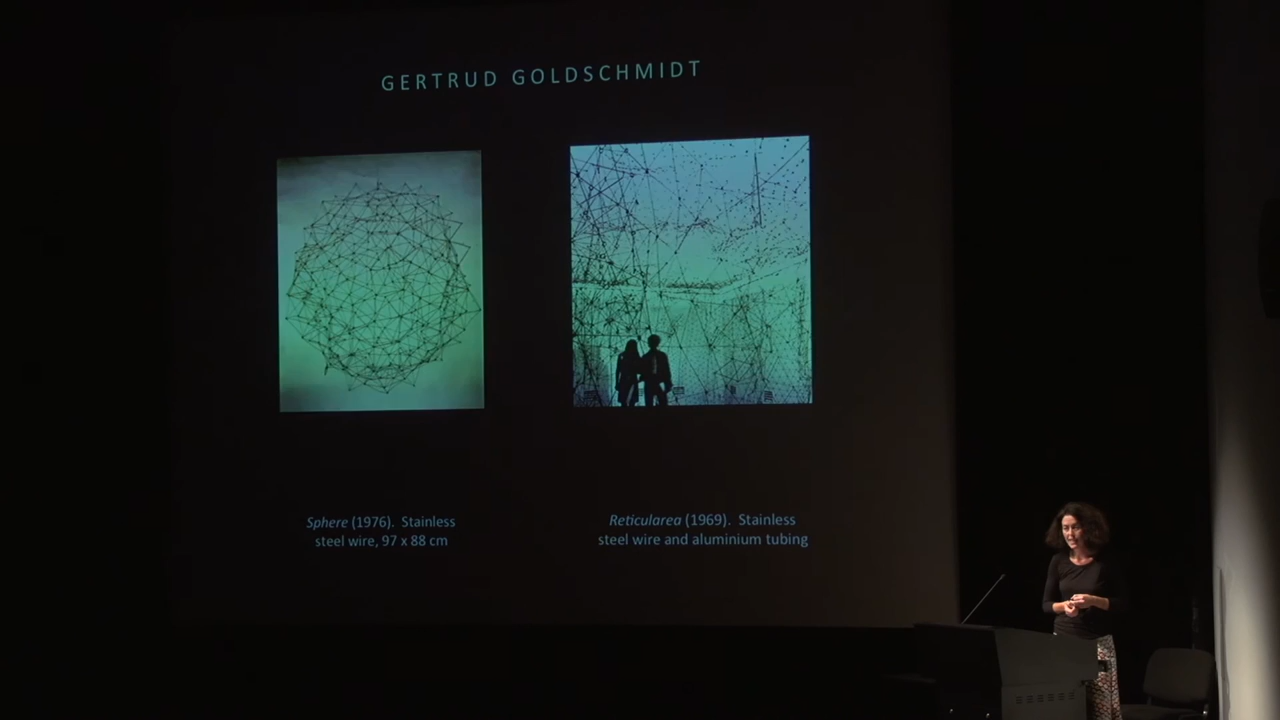 GERTRUD GOLDSCHMIDT
Sphere (1976). Stainless
steel wire, 97 x 88 cm
Reticularea (1969). Stainless
steel wire and aluminium tubing